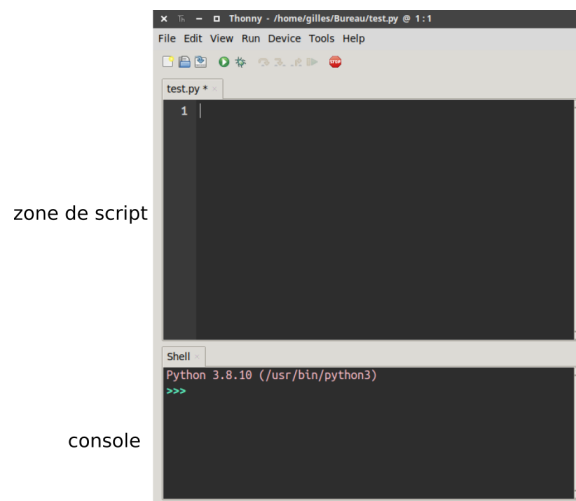 Thonny - /home/gilles/Bureau/test.py @ 1:1
File Edit View Run Device Tools Help
STOP
test.py *
1
zone de script
Shell
Python 3.8.10 (/usr/bin/python3)
>>>
console